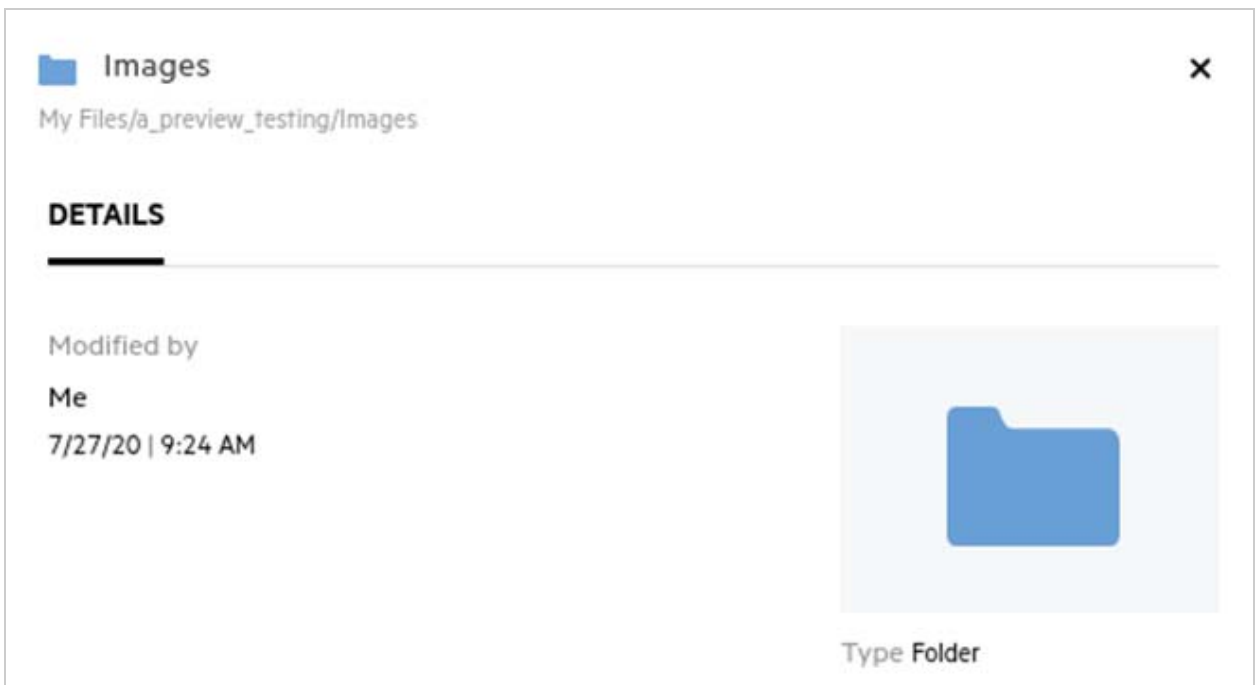 Images
My Files/a_preview_testing/Images
DETAILS
Modified by
Me
7/27/20 | 9:24 AM
Type Folder